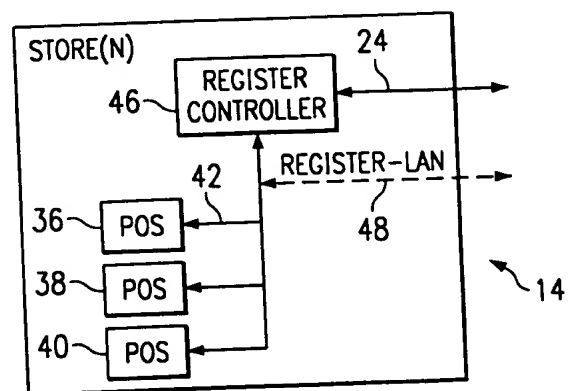 STORE(N)
REGISTER
CONTROLLER
46
24
REGISTER-LAN
42
48
36
POS
38
POS
14
40
POS